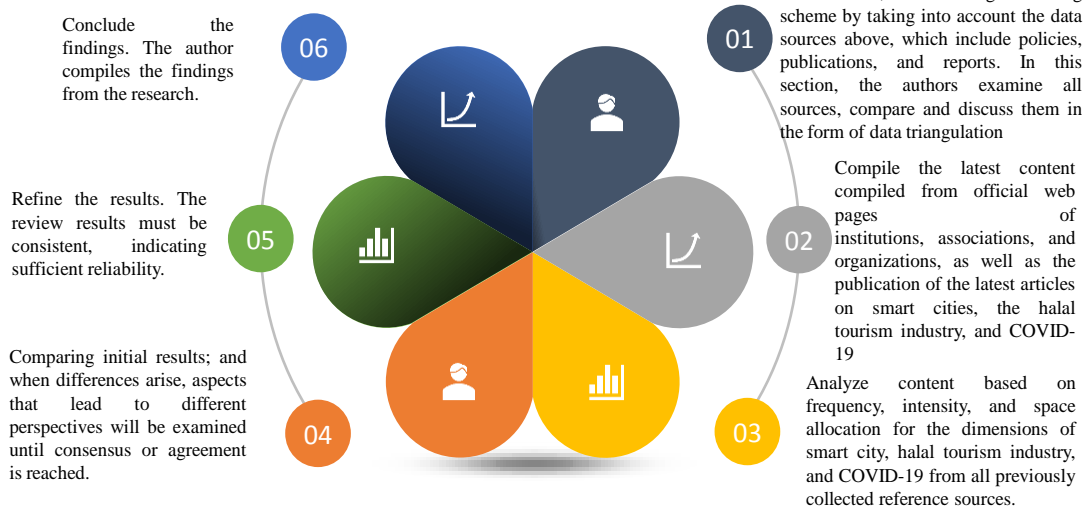 scheme by taking into account the data
sources above, which include policies,
publications, and reports. In this
section, the authors examine all
sources, compare and discuss them in
the form of data triangulation
01
Compile the latest content
compiled from official web
pages of
institutions, associations, and
organizations, as well as the
publication of the latest articles
on smart cities, the halal
tourism industry, and COVID-
19
02
Analyze content based on
frequency, intensity, and space
allocation for the dimensions of
smart city, halal tourism industry,
and COVID-19 from all previously
collected reference sources.
03
Comparing initial results; and
when differences arise, aspects
that lead to different
perspectives will be examined
until consensus or agreement
is reached.
04
Refine the results. The
review results must be
consistent, indicating
sufficient reliability.
05
Conclude the
findings. The author
compiles the findings
from the research.
06